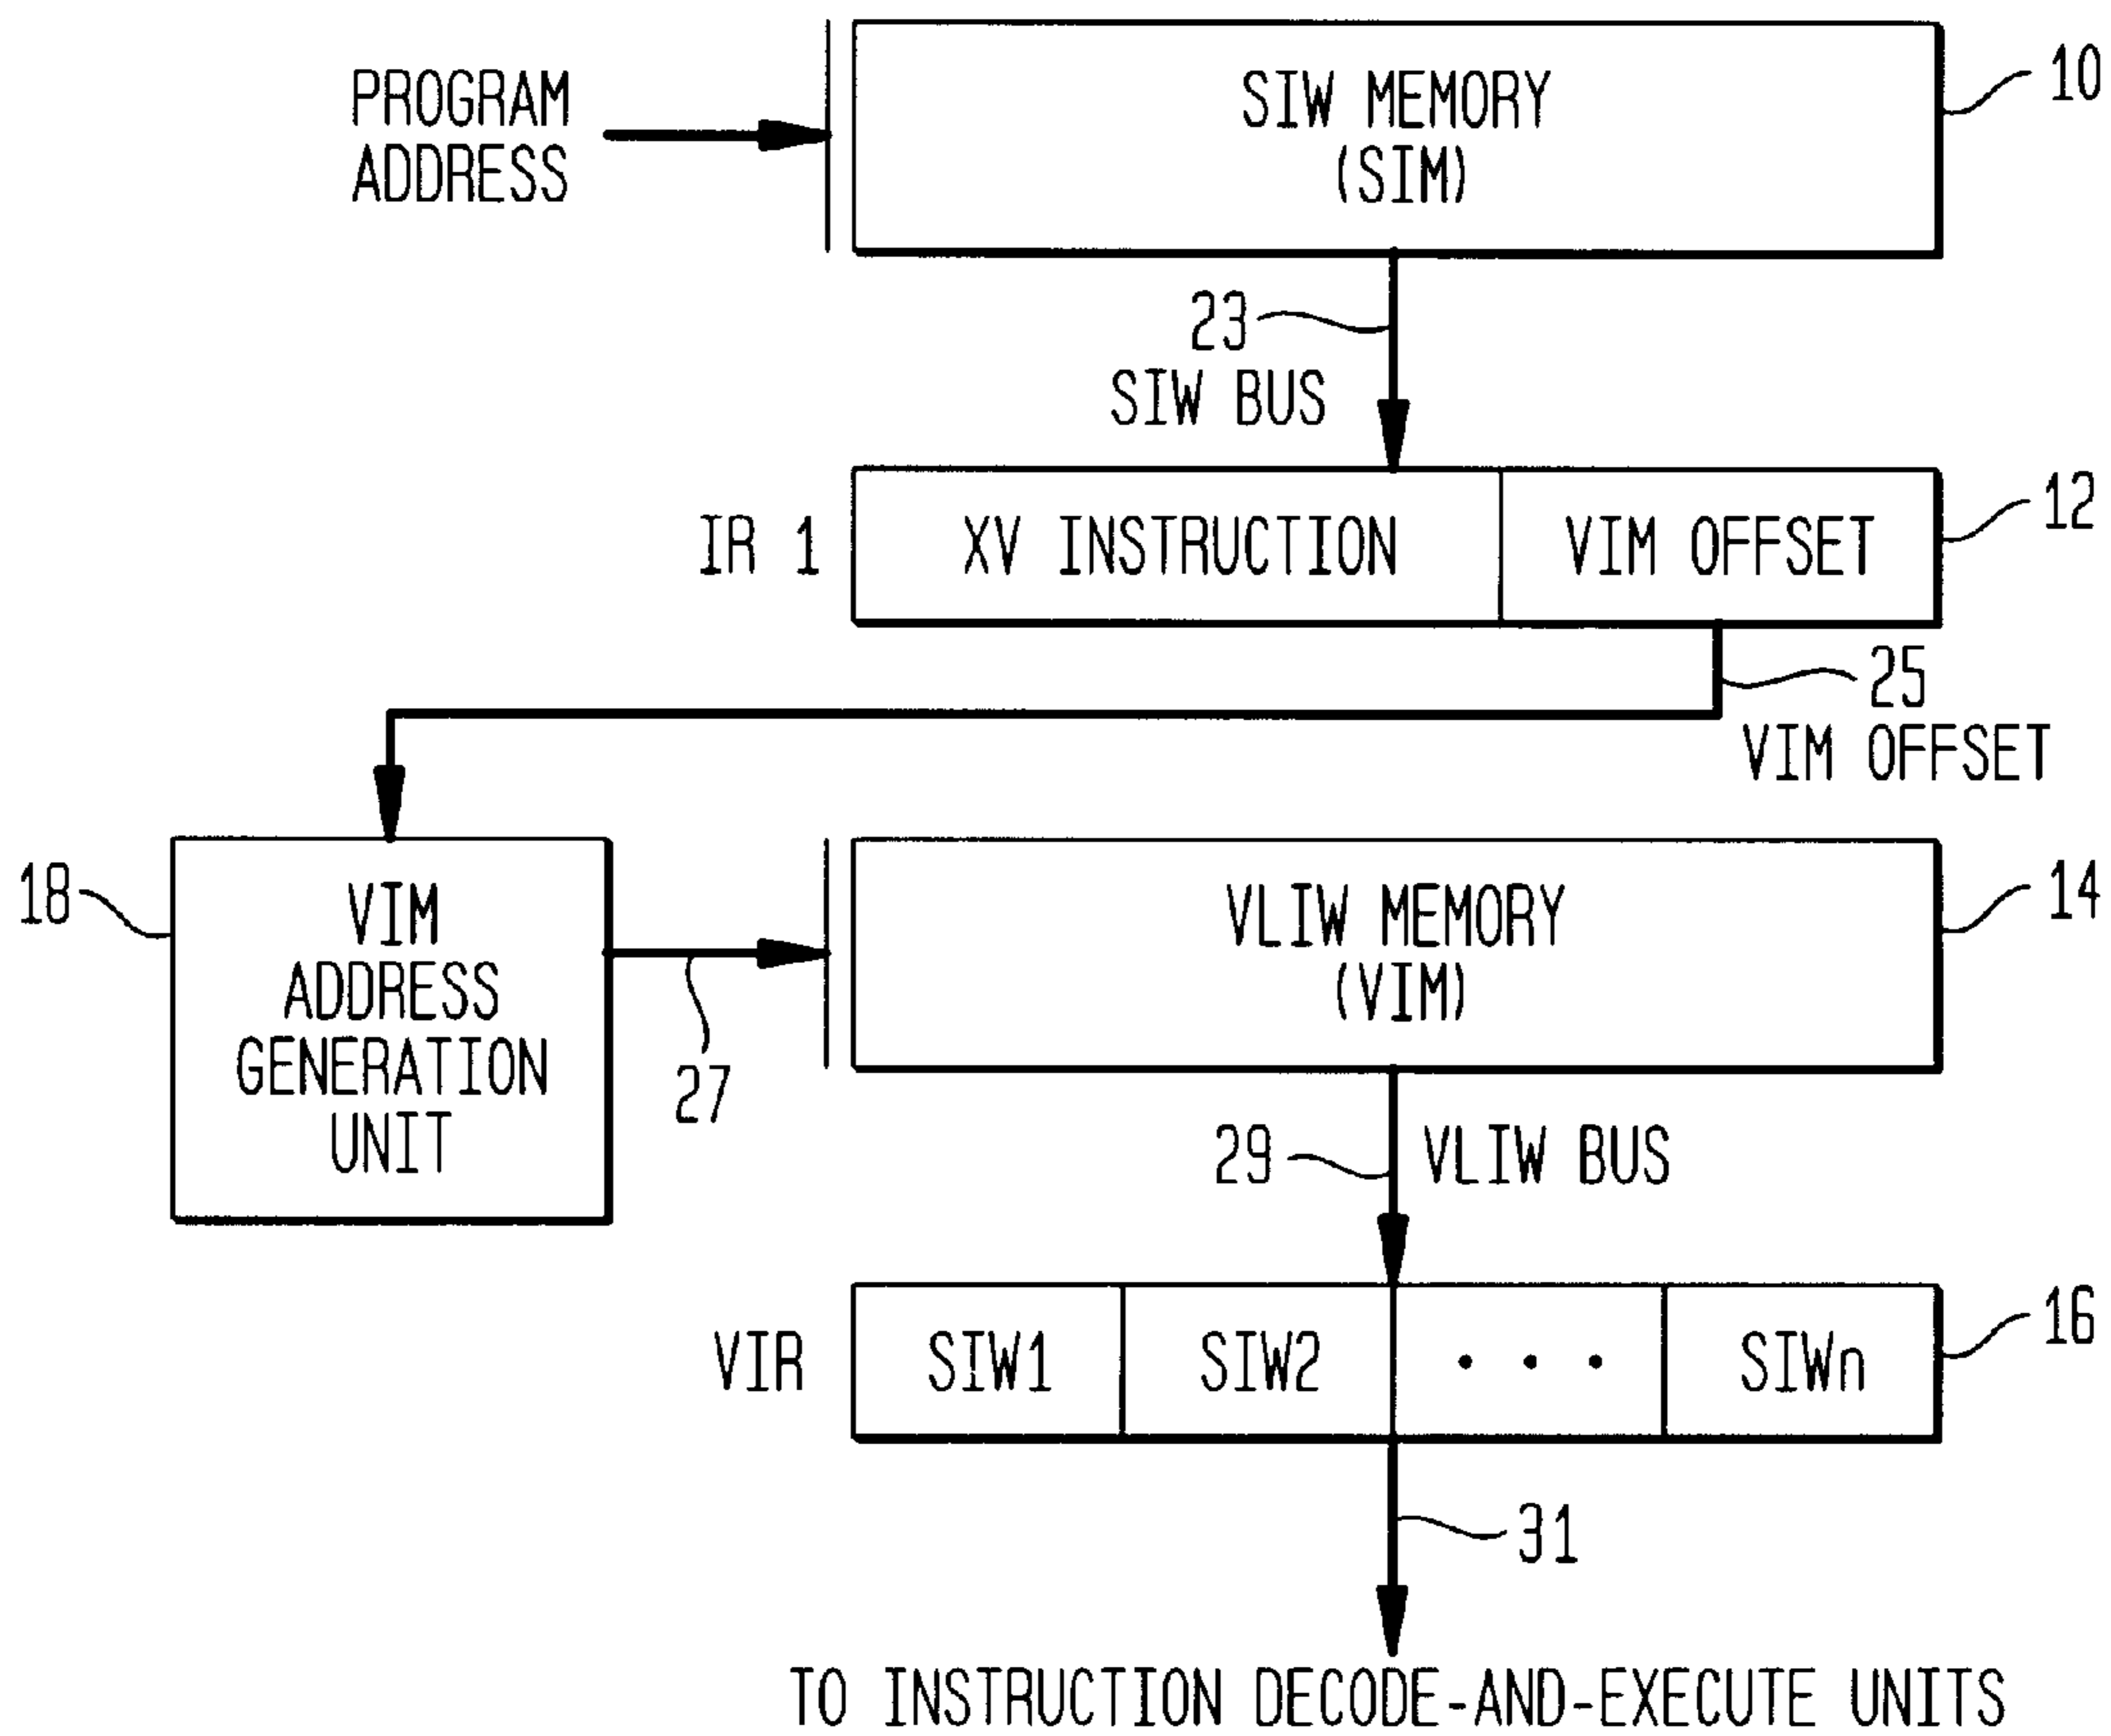 PROGRAM
ADDRESS
SIW MEMORY
(SIM)
10
23
SIW BUS
IR 1
XV INSTRUCTION
VIM OFFSET
12
25
VIM OFFSET
18
VIM
ADDRESS
GENERATION
UNIT
27
VLIW MEMORY
(VIM)
14
29
VLIW BUS
VIR
SIW1
SIW2
• • •
SIWn
16
31
TO INSTRUCTION DECODE-AND-EXECUTE UNITS